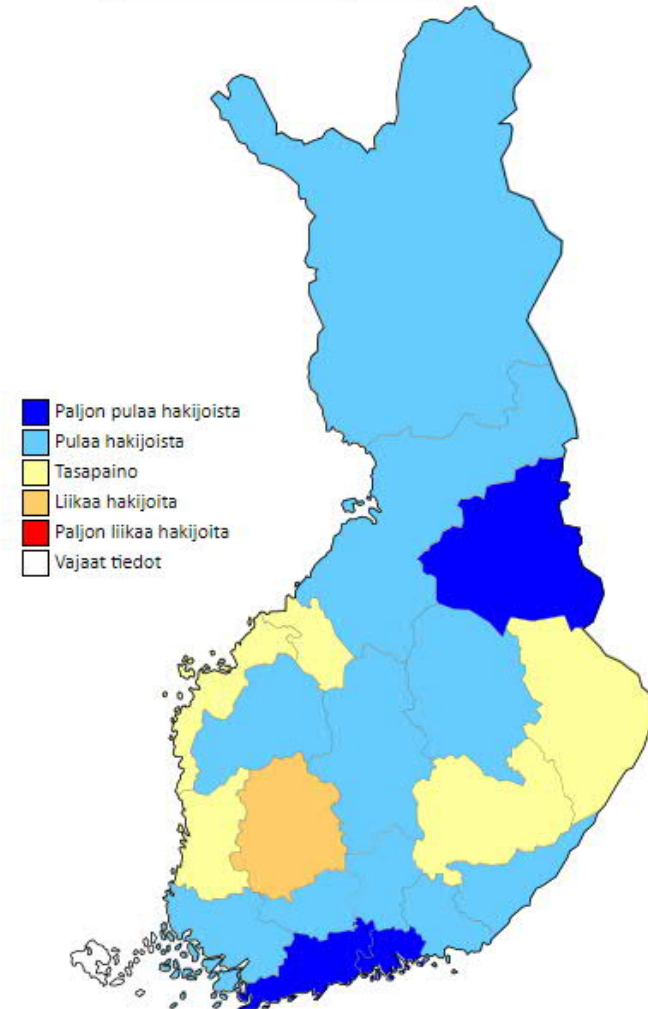 Paljon pulaa hakijoista
Pulaa hakijoista
Tasapaino
Liikaa hakijoita
Paljon liikaa hakijoita
Vajaat tiedot